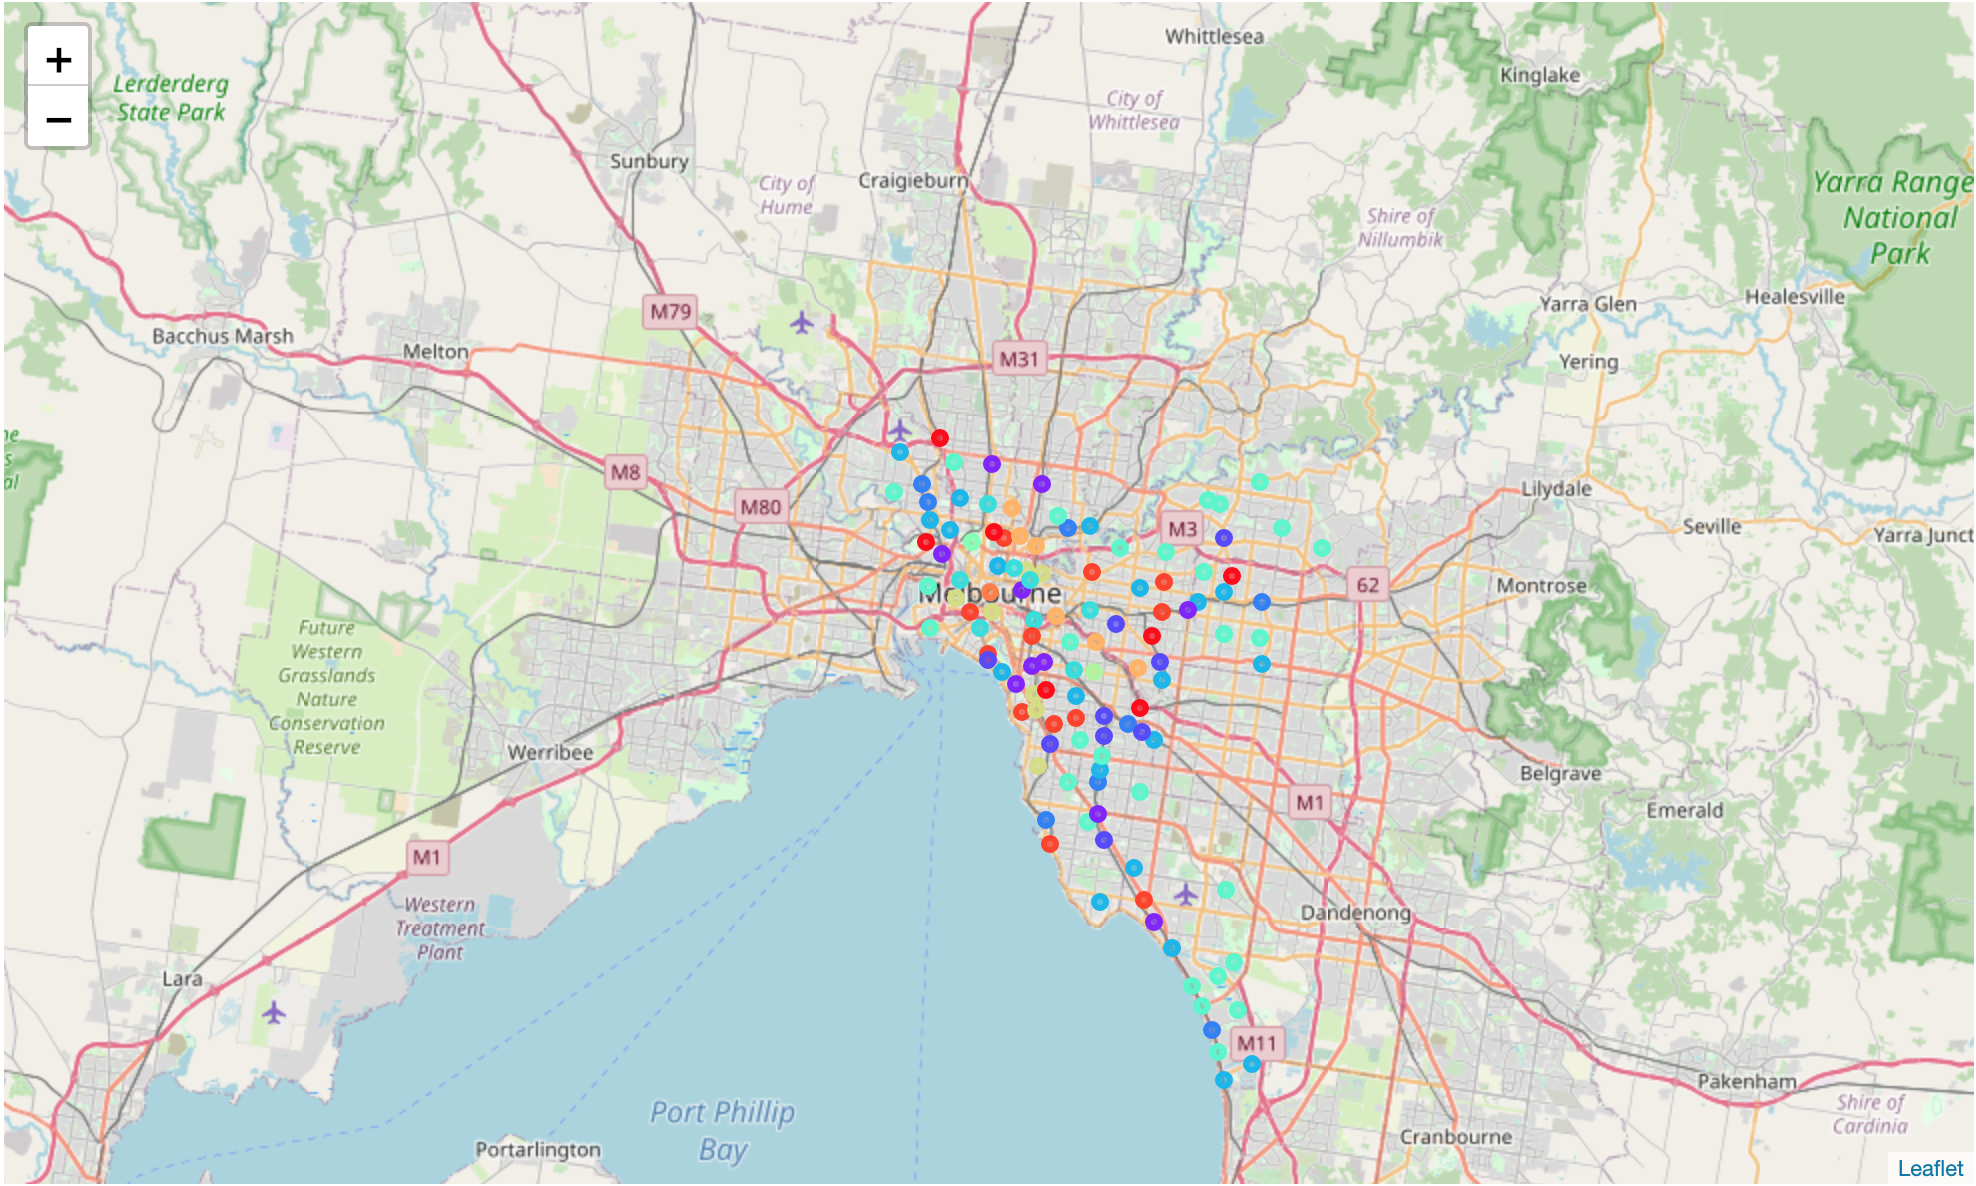 +
−
Lerderderg
State Park
Whittlesea
Kinglake
City of
Whittlesea
Sunbury
Craigieburn
City of
Hume
Yarra Range
National
Park
Shire of
Nillumbik
M79
Yarra Glen
Healesville
Bacchus Marsh
Melton
M31
Yering
ne
s
al
M8
M80
Lilydale
M3
Seville
Yarra Junct
62
Montrose
Melbourne
Future
Western
Grasslands
Nature
Conservation
Reserve
Werribee
Belgrave
M1
Emerald
M1
Western
Treatment
Plant
Dandenong
Lara
M11
Pakenham
Port Phillip
Bay
Shire of
Cardinia
Portarlington
Cranbourne
Leaflet